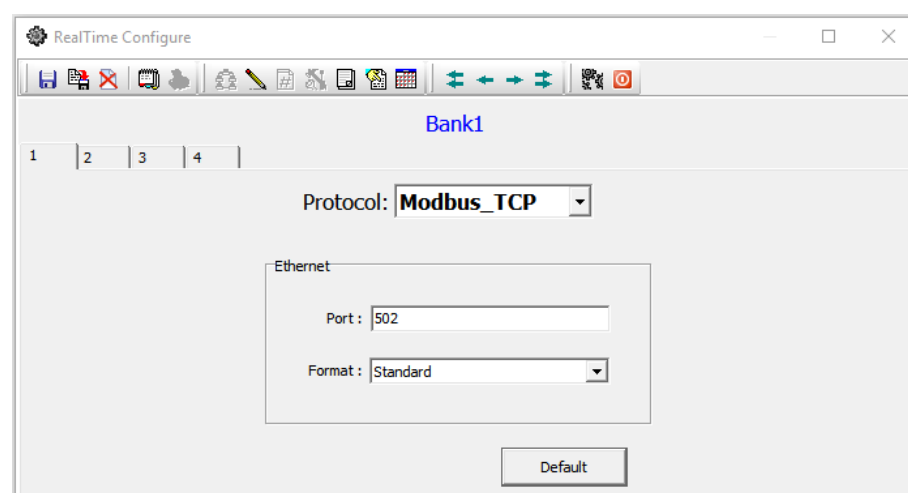 RealTime Configure
Bank1
1 2 3 4
Protocol: Modbus_TCP
Ethernet
Port : 502
Format : Standard
Default